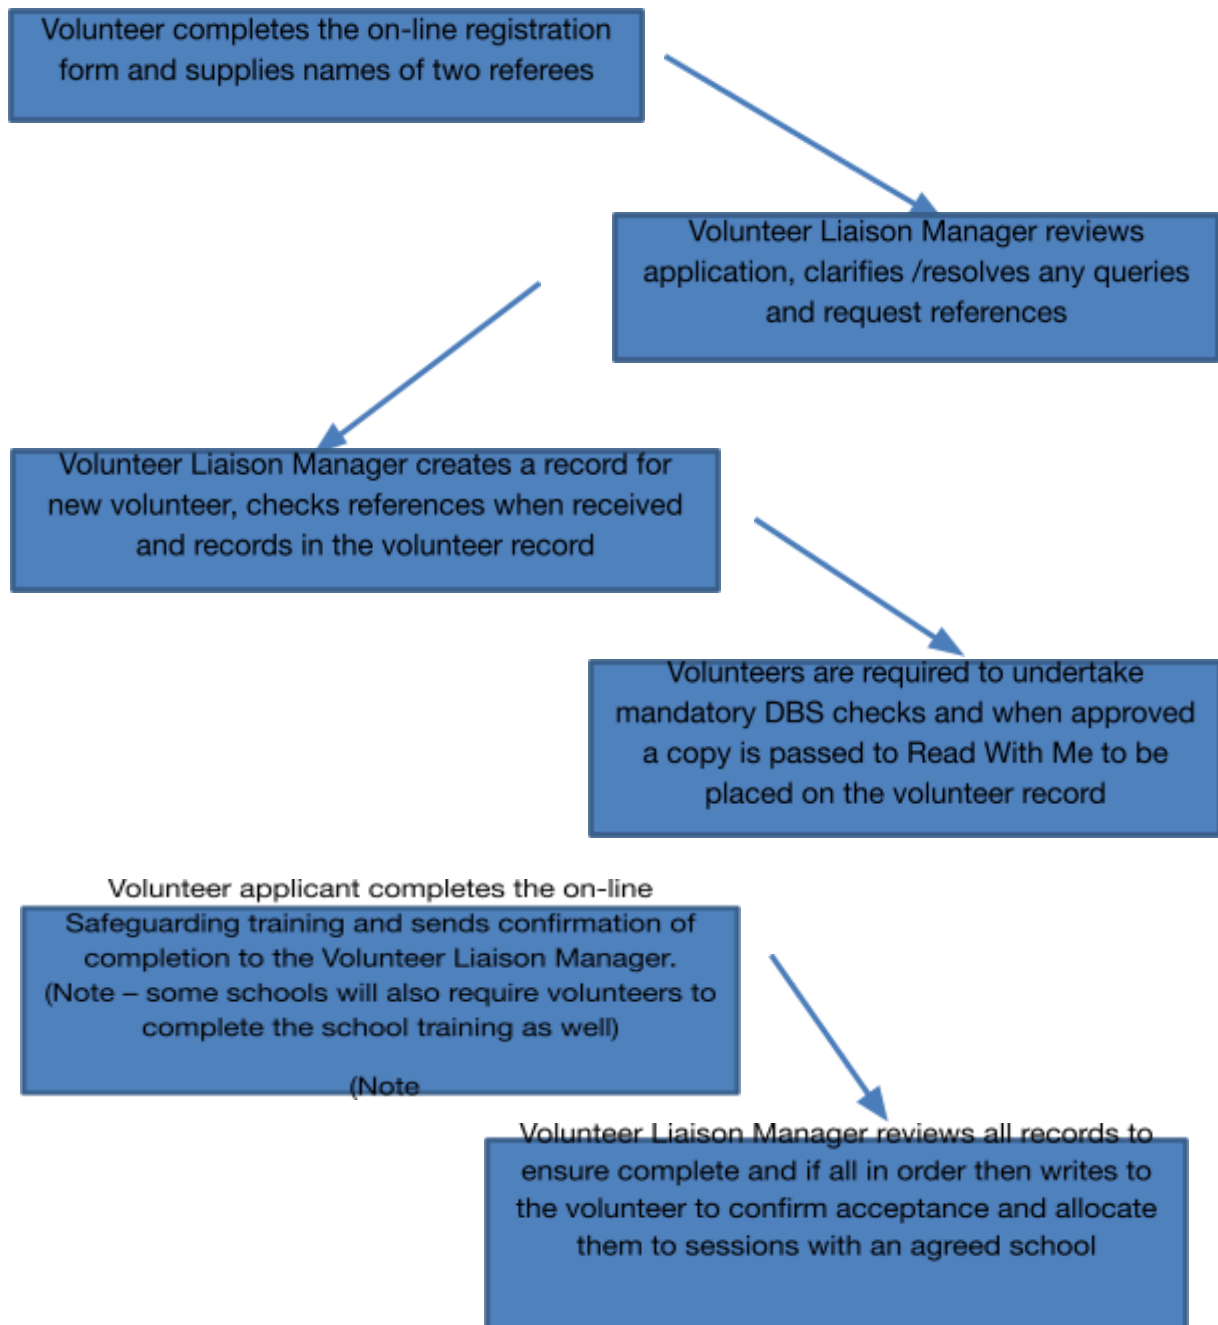 Volunteer completes the on-line registration
form and supplies names of two referees
Volunteer Liaison Manager reviews
application, clarifies /resolves any queries
and request references
Volunteer Liaison Manager creates a record for
new volunteer, checks references when received
and records in the volunteer record
Volunteers are required to undertake
mandatory DBS checks and when approved
a copy is passed to Read With Me to be
placed on the volunteer record
Volunteer applicant completes the on-line
Safeguarding training and sends confirmation of
completion to the Volunteer Liaison Manager.
(Note – some schools will also require volunteers to
complete the school training as well)
(Note
Volunteer Liaison Manager reviews all records to
ensure complete and if all in order then writes to
the volunteer to confirm acceptance and allocate
them to sessions with an agreed school